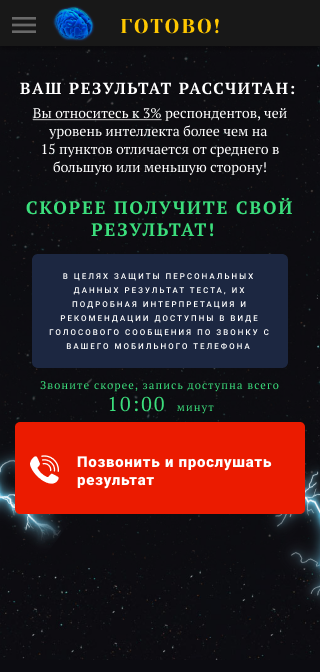 ГОТОВО!
ВАШ РЕЗУЛЬТАТ РАССЧИТАН:
Вы относитесь к 3% респондентов, чей
уровень интеллекта более чем на
15 пунктов отличается от среднего в
большую или меньшую сторону!
СКОРЕЕ ПОЛУЧИТЕ СВОЙ
РЕЗУЛЬТАТ!
В ЦЕЛЯХ ЗАЩИТЫ ПЕРСОНАЛЬНЫХ
ДАННЫХ РЕЗУЛЬТАТ ТЕСТА, ИХ
ПОДРОБНАЯ ИНТЕРПРЕТАЦИЯ И
РЕКОМЕНДАЦИИ ДОСТУПНЫ В ВИДЕ
ГОЛОСОВОГО СООБЩЕНИЯ ПО ЗВОНКУ С
ВАШЕГО МОБИЛЬНОГО ТЕЛЕФОНА
Звоните скорее, запись доступна всего
10:00 минут
Позвонить и прослушать
результат